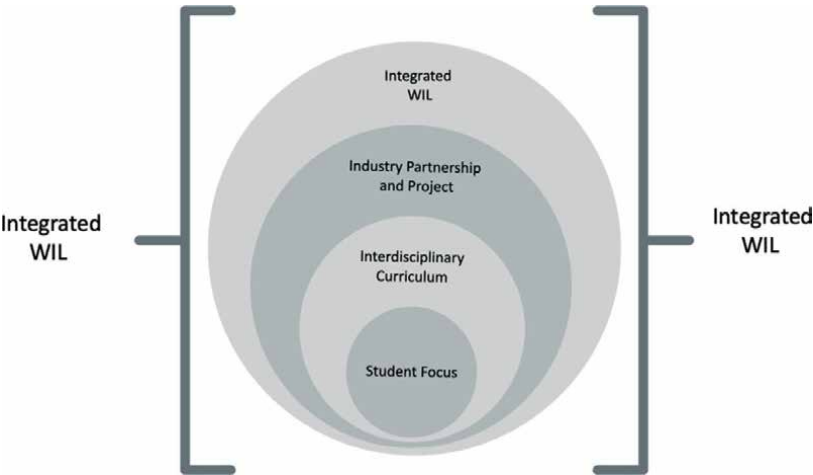 Integrated
WIL
Industry Partnership
and Project
Interdisciplinary
Curriculum
Student Focus
Integrated
WIL
Integrated
WIL